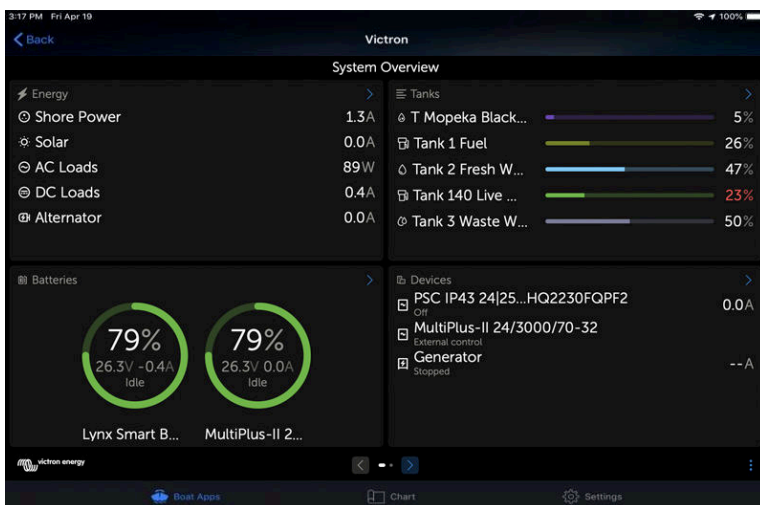 3:17 PM Fri Apr 19
100%
Back
Victron
System Overview
Energy
Shore Power 1.3A
Solar 0.0A
AC Loads 89W
DC Loads 0.4A
Alternator 0.0A
Tanks
T Mopeka Black... 5%
Tank 1 Fuel 26%
Tank 2 Fresh W... 47%
Tank 140 Live ... 23%
Tank 3 Waste W... 50%
Batteries
79%
26.3V -0.4A
Idle
Lynx Smart B...
79%
26.3V 0.0A
Idle
MultiPlus-II 2...
Devices
PSC IP43 24|25...HQ2230FQPF2 0.0A
Off
MultiPlus-II 24/3000/70-32
External control
Generator --A
Stopped
victron energy
Boat Apps
Chart
Settings